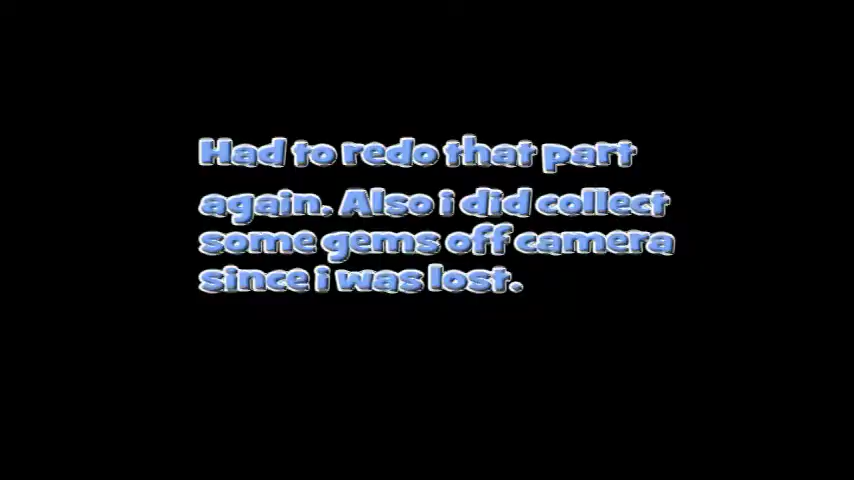 Had to redo that part
again. Also i did collect
some gems off camera
since i was lost.